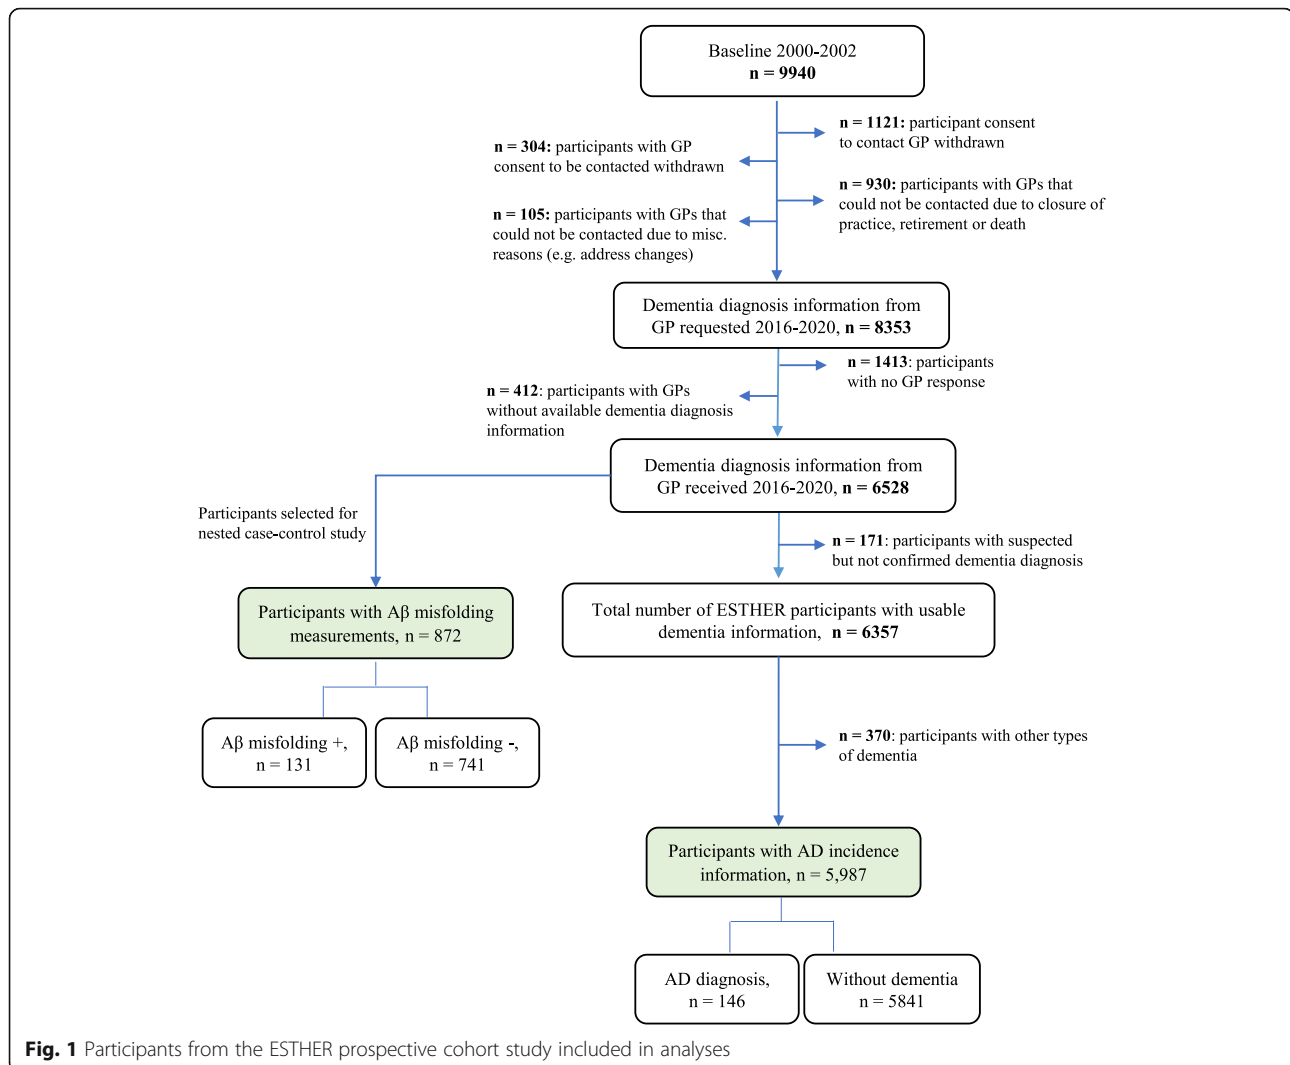 Baseline 2000-2002
n = 9940
n = 1121: participant consent
to contact GP withdrawn
n = 304: participants with GP
consent to be contacted withdrawn
n = 930: participants with GPs that
could not be contacted due to closure of
practice, retirement or death
n = 105: participants with GPs that
could not be contacted due to misc.
reasons (e.g. address changes)
Dementia diagnosis information from
GP requested 2016-2020, n = 8353
n = 1413: participants
with no GP response
n = 412: participants with GPs
without available dementia diagnosis
information
Dementia diagnosis information from
GP received 2016-2020, n = 6528
Participants selected for
nested case-control study
n = 171: participants with suspected
but not confirmed dementia diagnosis
Participants with Aβ misfolding
measurements, n = 872
Total number of ESTHER participants with usable
dementia information, n = 6357
Aβ misfolding +,
n = 131
Aβ misfolding -,
n = 741
n = 370: participants with other types
of dementia
Participants with AD incidence
information, n = 5,987
AD diagnosis,
n = 146
Without dementia
n = 5841
Fig. 1 Participants from the ESTHER prospective cohort study included in analyses